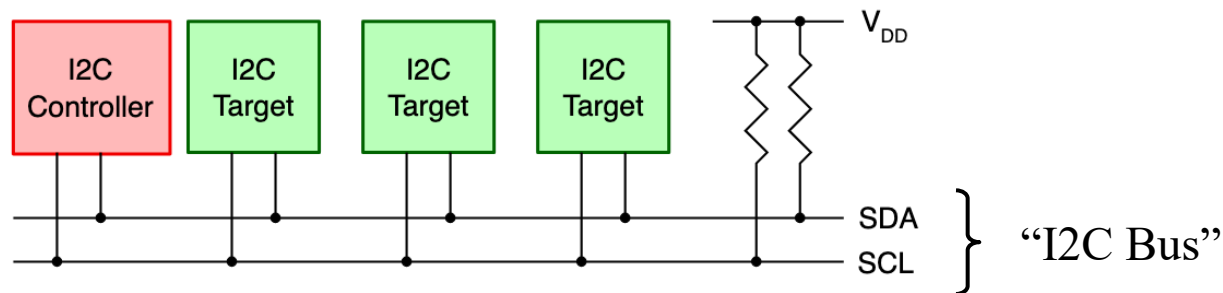 I2C
Controller
I2C
Target
I2C
Target
I2C
Target
VDD
SDA
SCL
“I2C Bus”